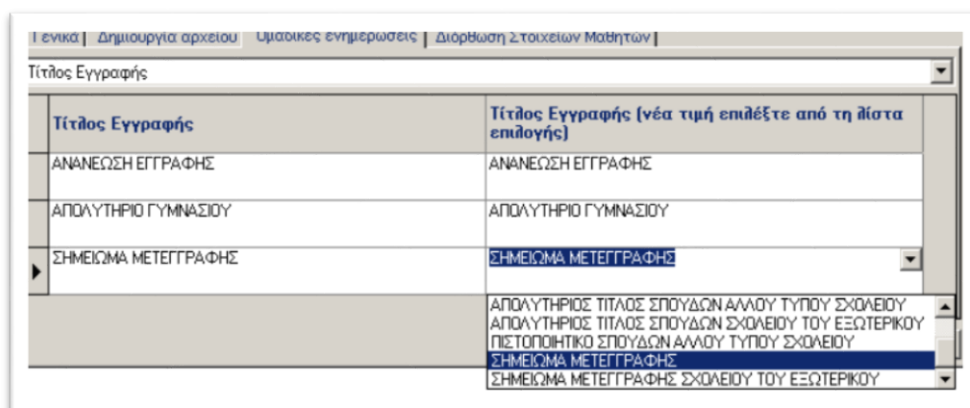 Γενικά Δημιουργία αρχείου Ομαδικές ενημερώσεις Διόρθωση Στοιχείων Μαθητών
Τίτλος Εγγραφής
Τίτλος Εγγραφής
Τίτλος Εγγραφής (νέα τιμή επιλέξτε από τη λίστα
επιλογής)
ΑΝΑΝΕΩΣΗ ΕΓΓΡΑΦΗΣ ΑΝΑΝΕΩΣΗ ΕΓΓΡΑΦΗΣ
ΑΠΟΛΥΤΗΡΙΟ ΓΥΜΝΑΣΙΟΥ ΑΠΟΛΥΤΗΡΙΟ ΓΥΜΝΑΣΙΟΥ
ΣΗΜΕΙΩΜΑ ΜΕΤΕΓΓΡΑΦΗΣ ΣΗΜΕΙΩΜΑ ΜΕΤΕΓΓΡΑΦΗΣ
ΑΠΟΛΥΤΗΡΙΟΣ ΤΙΤΛΟΣ ΣΠΟΥΔΩΝ ΑΛΛΟΥ ΤΥΠΟΥ ΣΧΟΛΕΙΟΥ
ΑΠΟΛΥΤΗΡΙΟΣ ΤΙΤΛΟΣ ΣΠΟΥΔΩΝ ΣΧΟΛΕΙΟΥ ΤΟΥ ΕΞΩΤΕΡΙΚΟΥ
ΠΙΣΤΟΠΟΙΗΤΙΚΟ ΣΠΟΥΔΩΝ ΑΛΛΟΥ ΤΥΠΟΥ ΣΧΟΛΕΙΟΥ
ΣΗΜΕΙΩΜΑ ΜΕΤΕΓΓΡΑΦΗΣ
ΣΗΜΕΙΩΜΑ ΜΕΤΕΓΓΡΑΦΗΣ ΣΧΟΛΕΙΟΥ ΤΟΥ ΕΞΩΤΕΡΙΚΟΥ